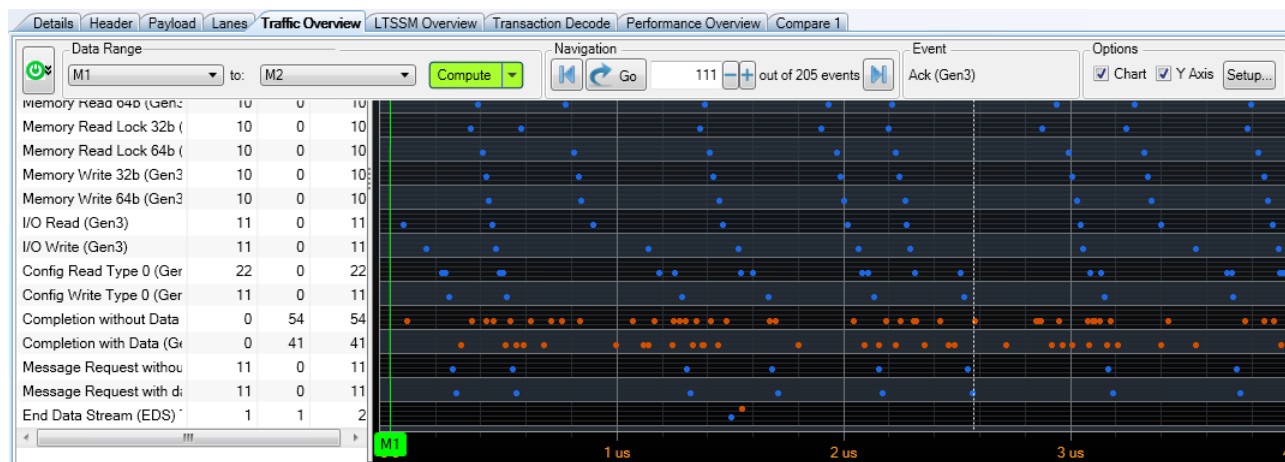 Details Header Payload Lanes Traffic Overview LTSSM Overview Transaction Decode Performance Overview Compare 1
Data Range Navigation Event Options
M1 to: M2 Compute Go 111 out of 205 events Ack (Gen3) Chart Y Axis Setup...
Memory Read 64b (Gen3 10 0 10
Memory Read Lock 32b ( 10 0 10
Memory Read Lock 64b ( 10 0 10
Memory Write 32b (Gen3 10 0 10
Memory Write 64b (Gen3 10 0 10
I/O Read (Gen3) 11 0 11
I/O Write (Gen3) 11 0 11
Config Read Type 0 (Ger 22 0 22
Config Write Type 0 (Ger 11 0 11
Completion without Data 0 54 54
Completion with Data (Ge 0 41 41
Message Request withou 11 0 11
Message Request with da 11 0 11
End Data Stream (EDS) 1 1 2
M1
1 us 2 us 3 us